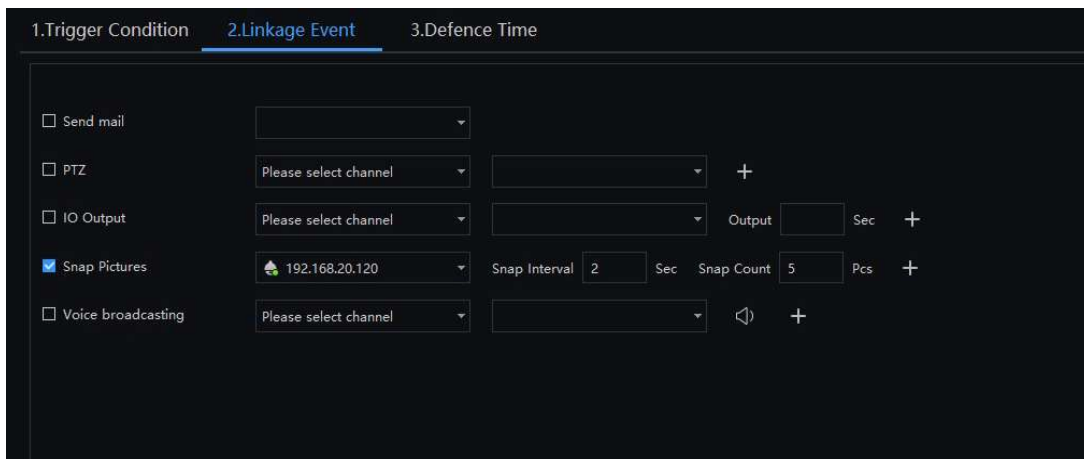 1.Trigger Condition 2.Linkage Event 3.Defence Time
Send mail
PTZ Please select channel
IO Output Please select channel Output Sec
Snap Pictures 192.168.20.120 Snap Interval 2 Sec Snap Count 5 Pcs
Voice broadcasting Please select channel